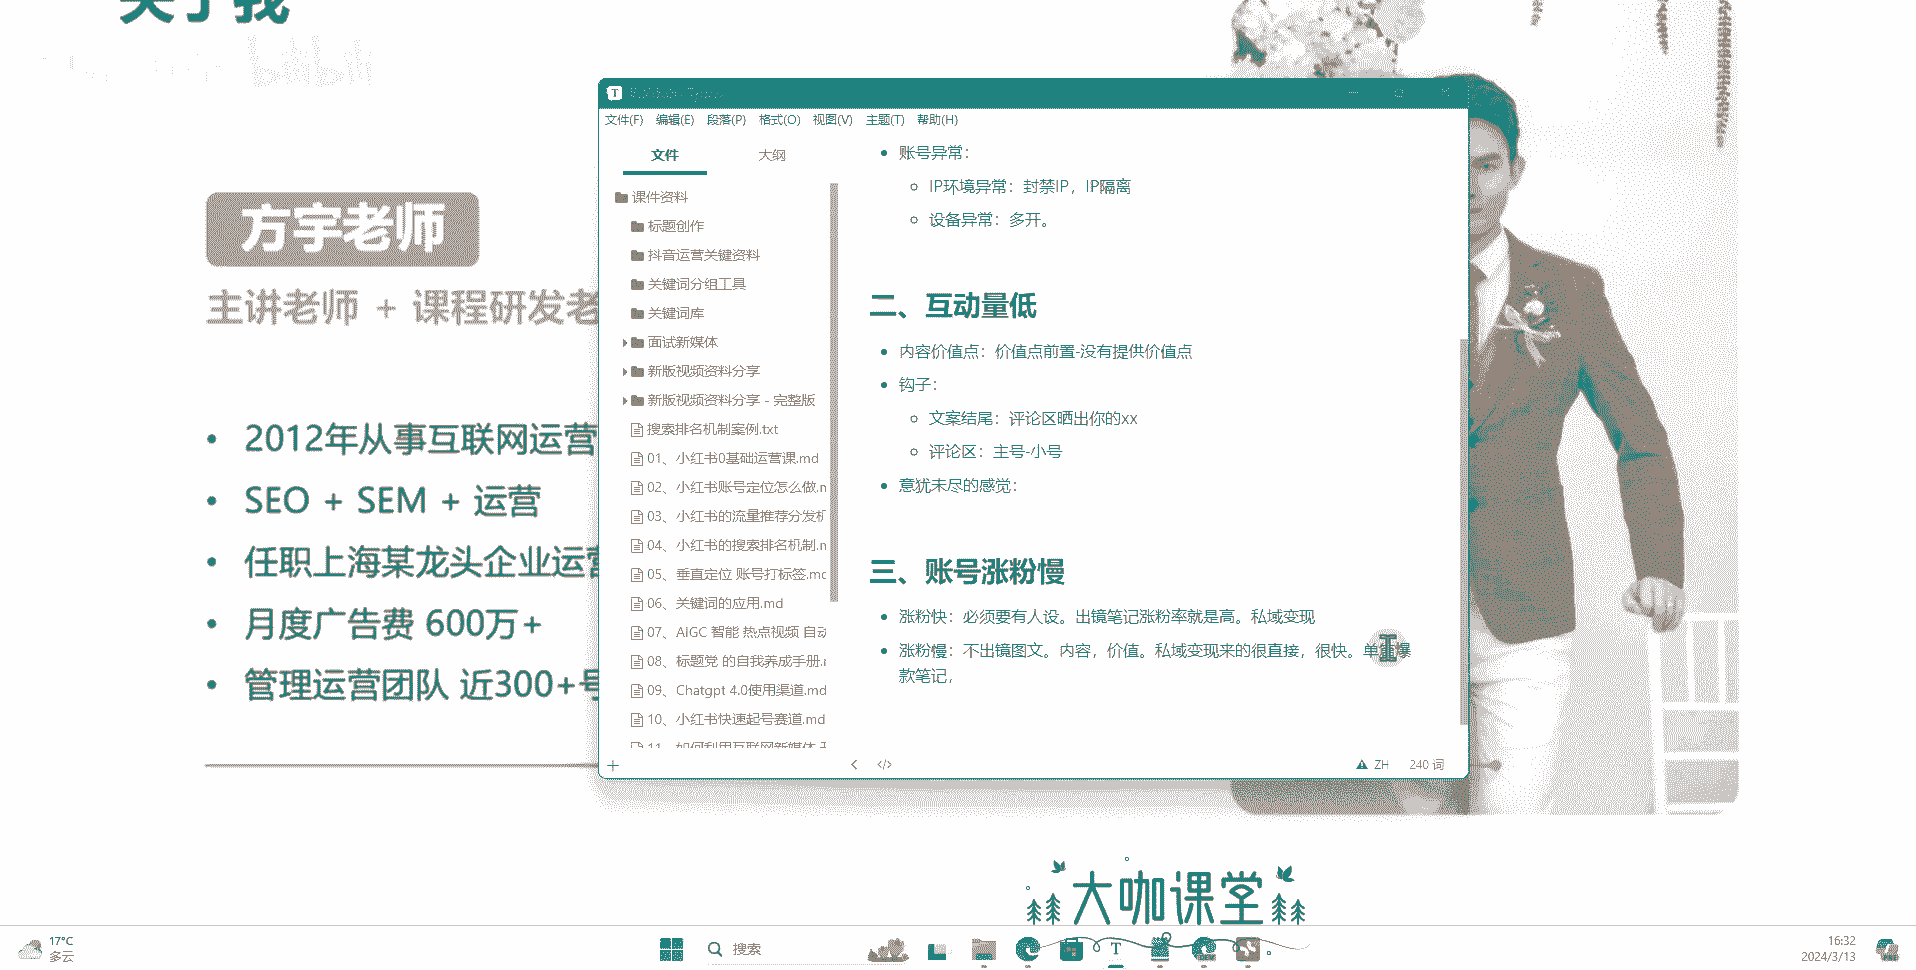 关于我
bilibili
方宇老师
主讲老师 + 课程研发老
2012年从事互联网运营
SEO + SEM + 运营
任职上海某龙头企业运营
月度广告费 600万+
管理运营团队 近300+号
文件(F) 编辑(E) 段落(P) 格式(O) 视图(V) 主题(T) 帮助(H)
文件 大纲
课件资料
标题创作
抖音运营关键资料
关键词分组工具
关键词库
面试新媒体
新版视频资料分享
新版视频资料分享 - 完整版
搜索排名机制案例.txt
01、小红书0基础运营课.md
02、小红书账号定位怎么做.m
03、小红书的流量推荐分发机
04、小红书的搜索排名机制.m
05、垂直定位 账号打标签.mc
06、关键词的应用.md
07、AIGC 智能 热点视频 自动
08、标题党 的自我养成手册.
09、Chatgpt 4.0使用渠道.md
10、小红书快速起号赛道.md
11、如何利用互联网新媒体
账号异常：
IP环境异常：封禁IP，IP隔离
设备异常：多开。
二、互动量低
内容价值点：价值点前置-没有提供价值点
钩子：
文案结尾：评论区晒出你的xx
评论区：主号-小号
意犹未尽的感觉：
三、账号涨粉慢
涨粉快：必须要有人设。出镜笔记涨粉率就是高。私域变现
涨粉慢：不出镜图文。内容，价值。私域变现来的很直接，很快。单篇爆
款笔记，
ZH 240 词
大咖课堂
17°C
多云
搜索
16:32
2024/3/13